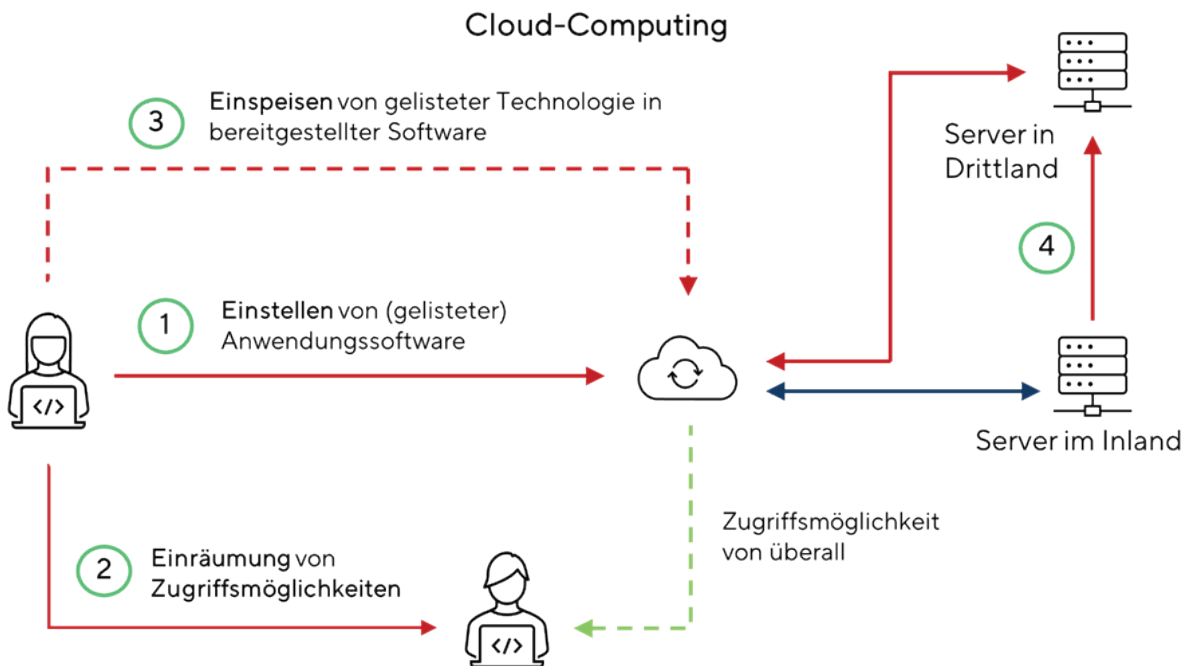 Cloud-Computing
3
Einspeisen von gelisteter Technologie in
bereitgestellter Software
Server in
Drittland
4
1
Einstellen von (gelisteter)
Anwendungssoftware
</>
Server im Inland
2
Einräumung von
Zugriffsmöglichkeiten
Zugriffsmöglichkeit
von überall
</>